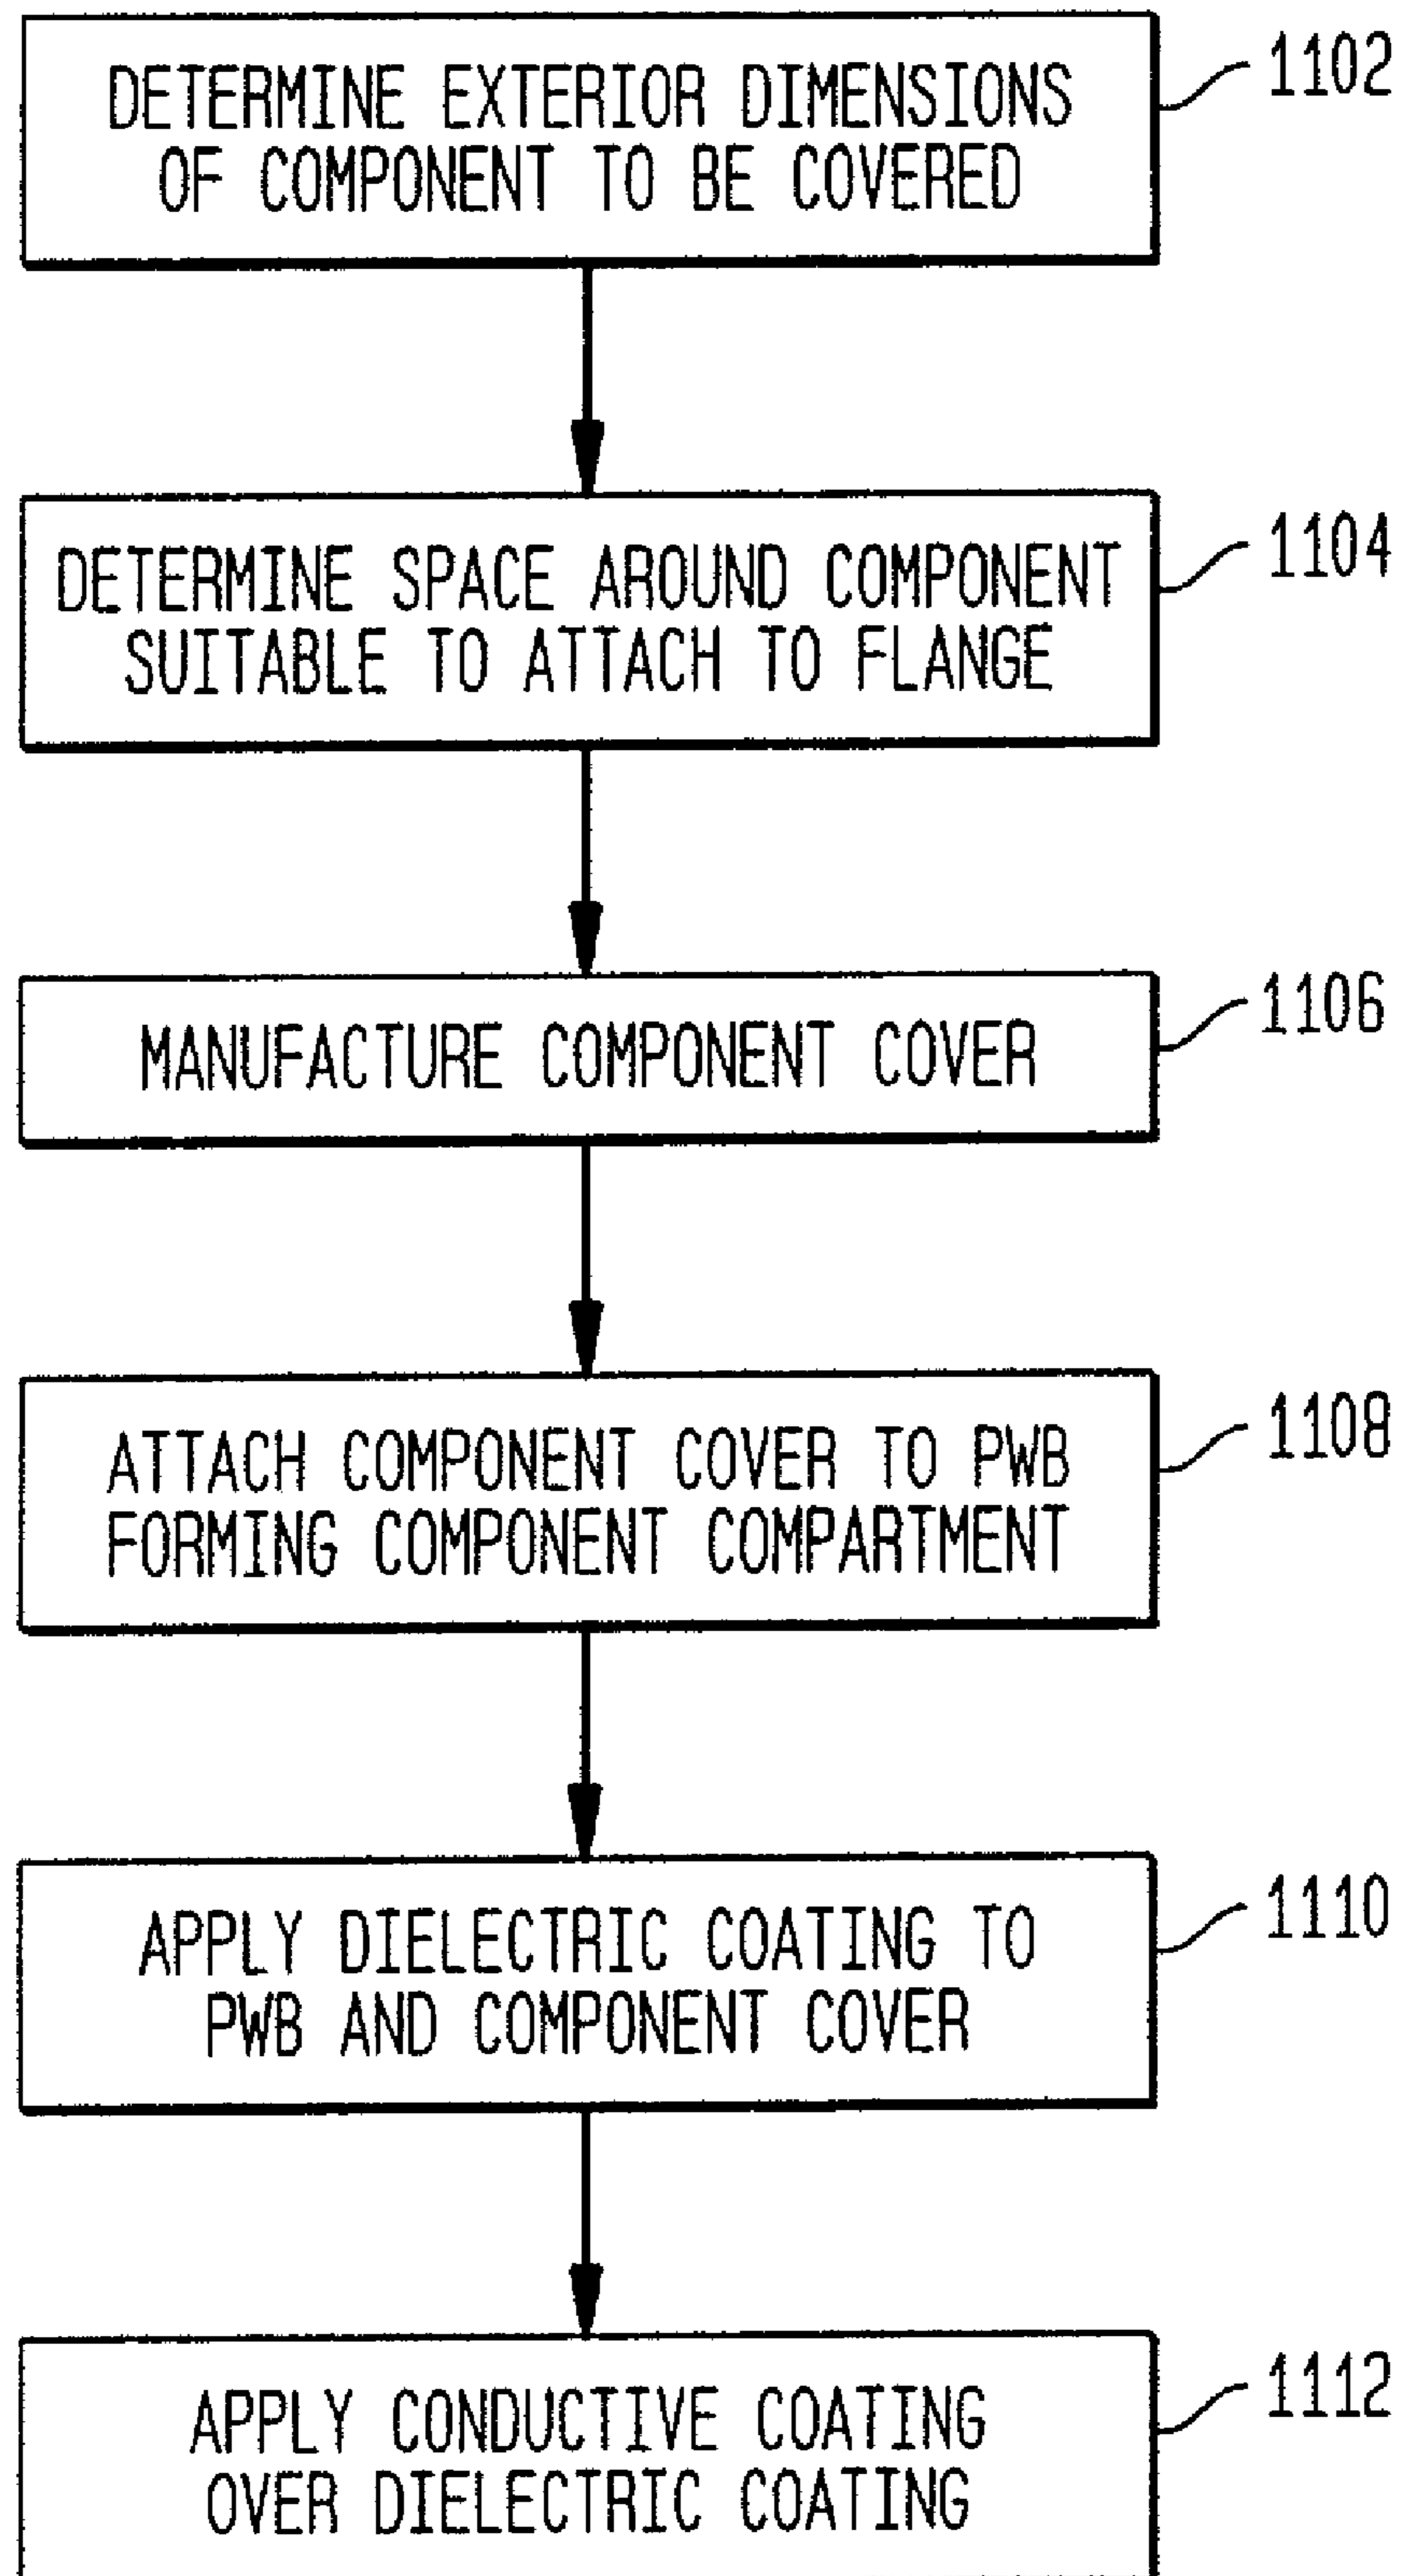 DETERMINE EXTERIOR DIMENSIONS
OF COMPONENT TO BE COVERED
1102
DETERMINE SPACE AROUND COMPONENT
SUITABLE TO ATTACH TO FLANGE
1104
MANUFACTURE COMPONENT COVER
1106
ATTACH COMPONENT COVER TO PWB
FORMING COMPONENT COMPARTMENT
1108
APPLY DIELECTRIC COATING TO
PWB AND COMPONENT COVER
1110
APPLY CONDUCTIVE COATING
OVER DIELECTRIC COATING
1112